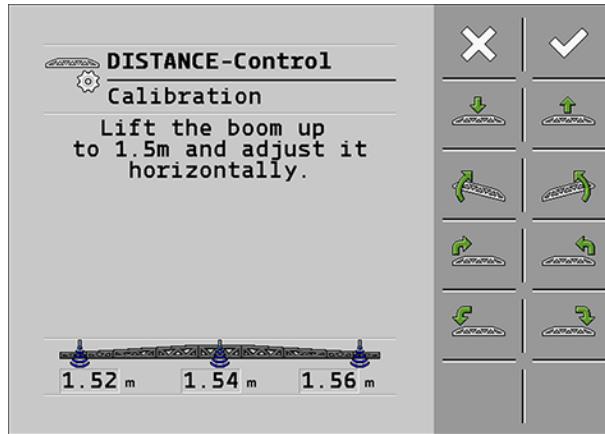 DISTANCE-Control
Calibration
Lift the boom up
to 1.5m and adjust it
horizontally.
1.52 m 1.54 m 1.56 m